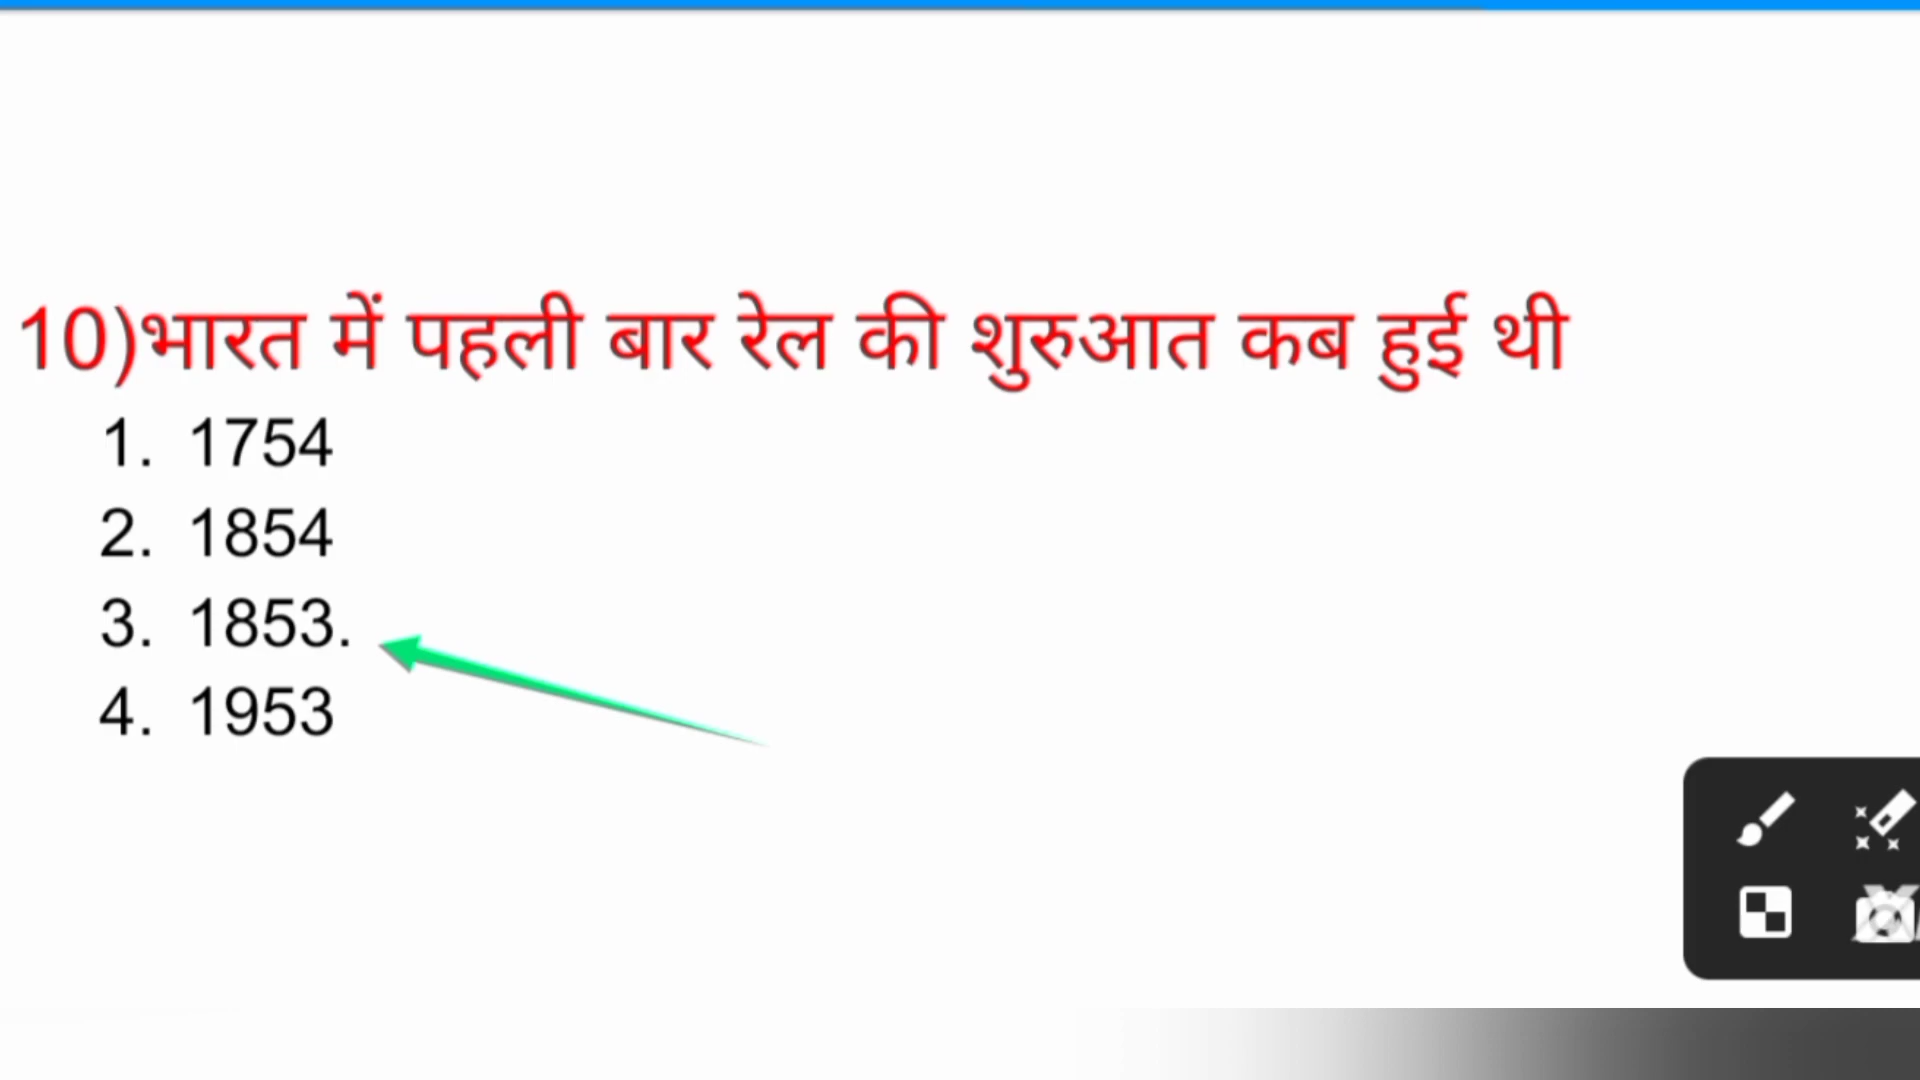 10)भारत में पहली बार रेल की शुरुआत कब हुई थी
1. 1754
2. 1854
3. 1853.
4. 1953